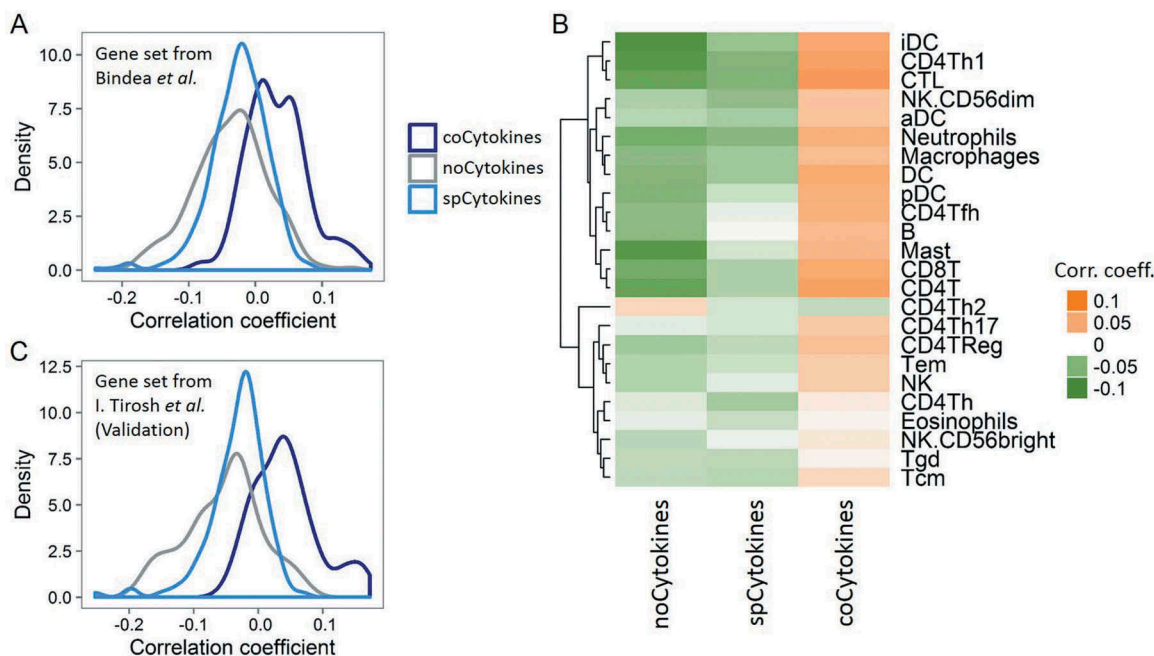 A
Gene set from
Bindea et al.
10.0
7.5
5.0
2.5
0.0
Density
-0.2
-0.1
0.0
0.1
Correlation coefficient
coCytokines
noCytokines
spCytokines
C
Gene set from
I. Tirosh et al.
(Validation)
12.5
10.0
7.5
5.0
2.5
0.0
Density
-0.2
-0.1
0.0
0.1
Correlation coefficient
B
iDC
CD4Th1
CTL
NK.CD56dim
aDC
Neutrophils
Macrophages
DC
pDC
CD4Tfh
B
Mast
CD8T
CD4T
CD4Th2
CD4Th17
CD4TReg
Tem
NK
CD4Th
Eosinophils
NK.CD56bright
Tgd
Tcm
noCytokines
spCytokines
coCytokines
Corr. coeff.
0.1
0.05
0
-0.05
-0.1